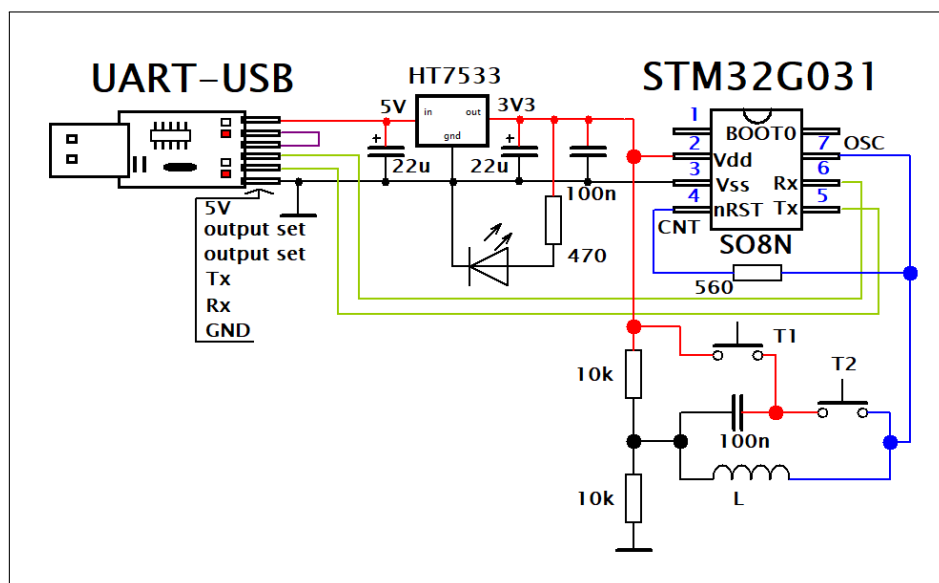 UART-USB
HT7533
STM32G031
5V
in
out
gnd
3V3
+
22u
+
22u
100n
470
1
BOOT0
2
7
OSC
Vdd
3
6
Vss
Rx
4
5
nRST
Tx
CNT
SO8N
560
5V
output set
output set
Tx
Rx
GND
T1
T2
10k
100n
10k
L